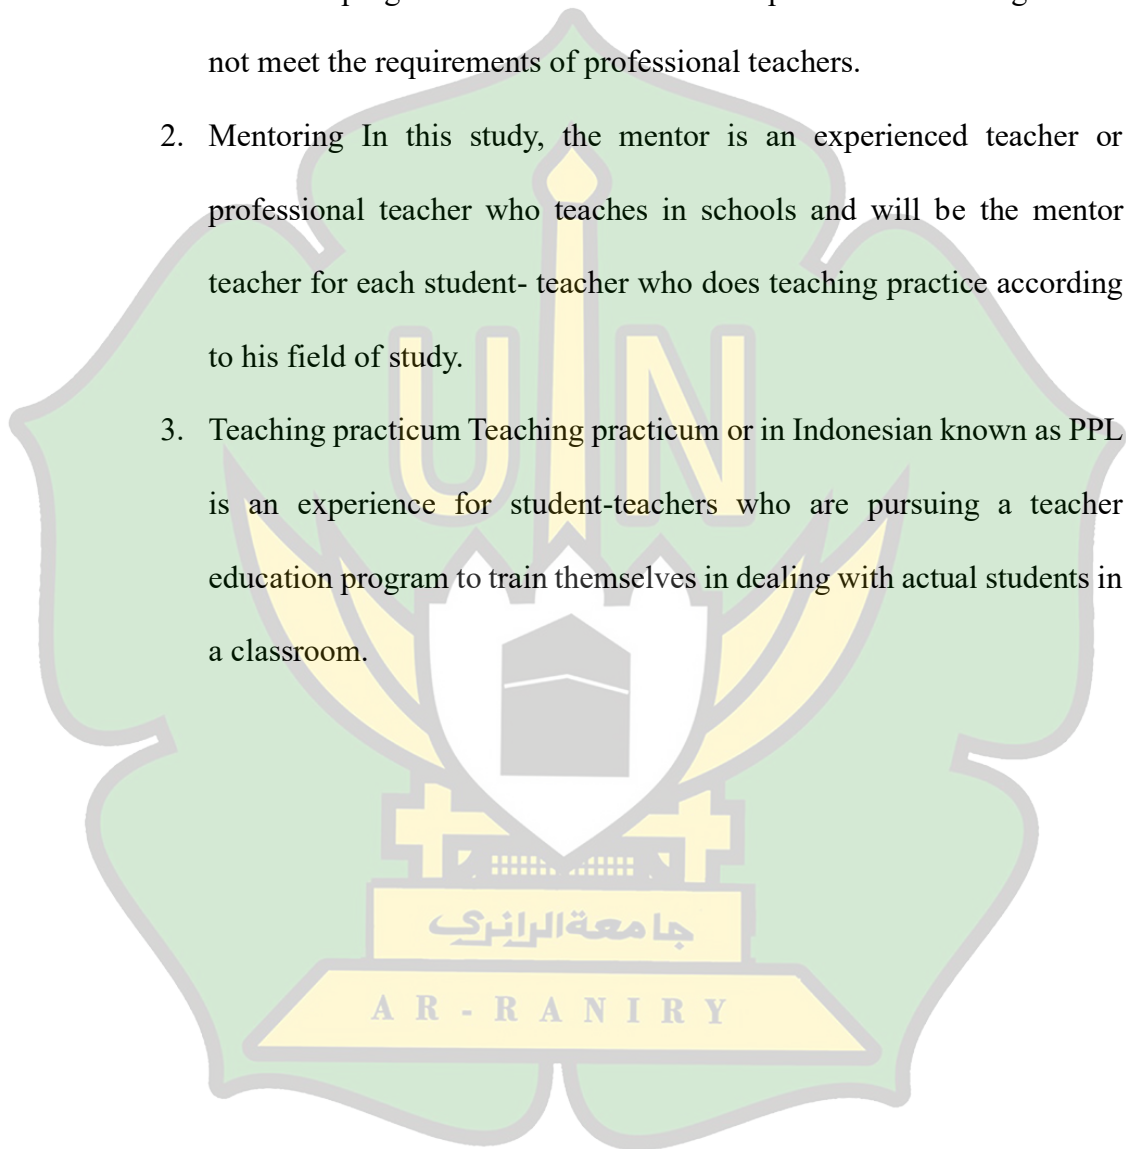 not meet the requirements of professional teachers.
2. Mentoring In this study, the mentor is an experienced teacher or
professional teacher who teaches in schools and will be the mentor
teacher for each student- teacher who does teaching practice according
to his field of study.
3. Teaching practicum Teaching practicum or in Indonesian known as PPL
is an experience for student-teachers who are pursuing a teacher
education program to train themselves in dealing with actual students in
a classroom.
UIN
جامعةالرانري
AR-RANIRY